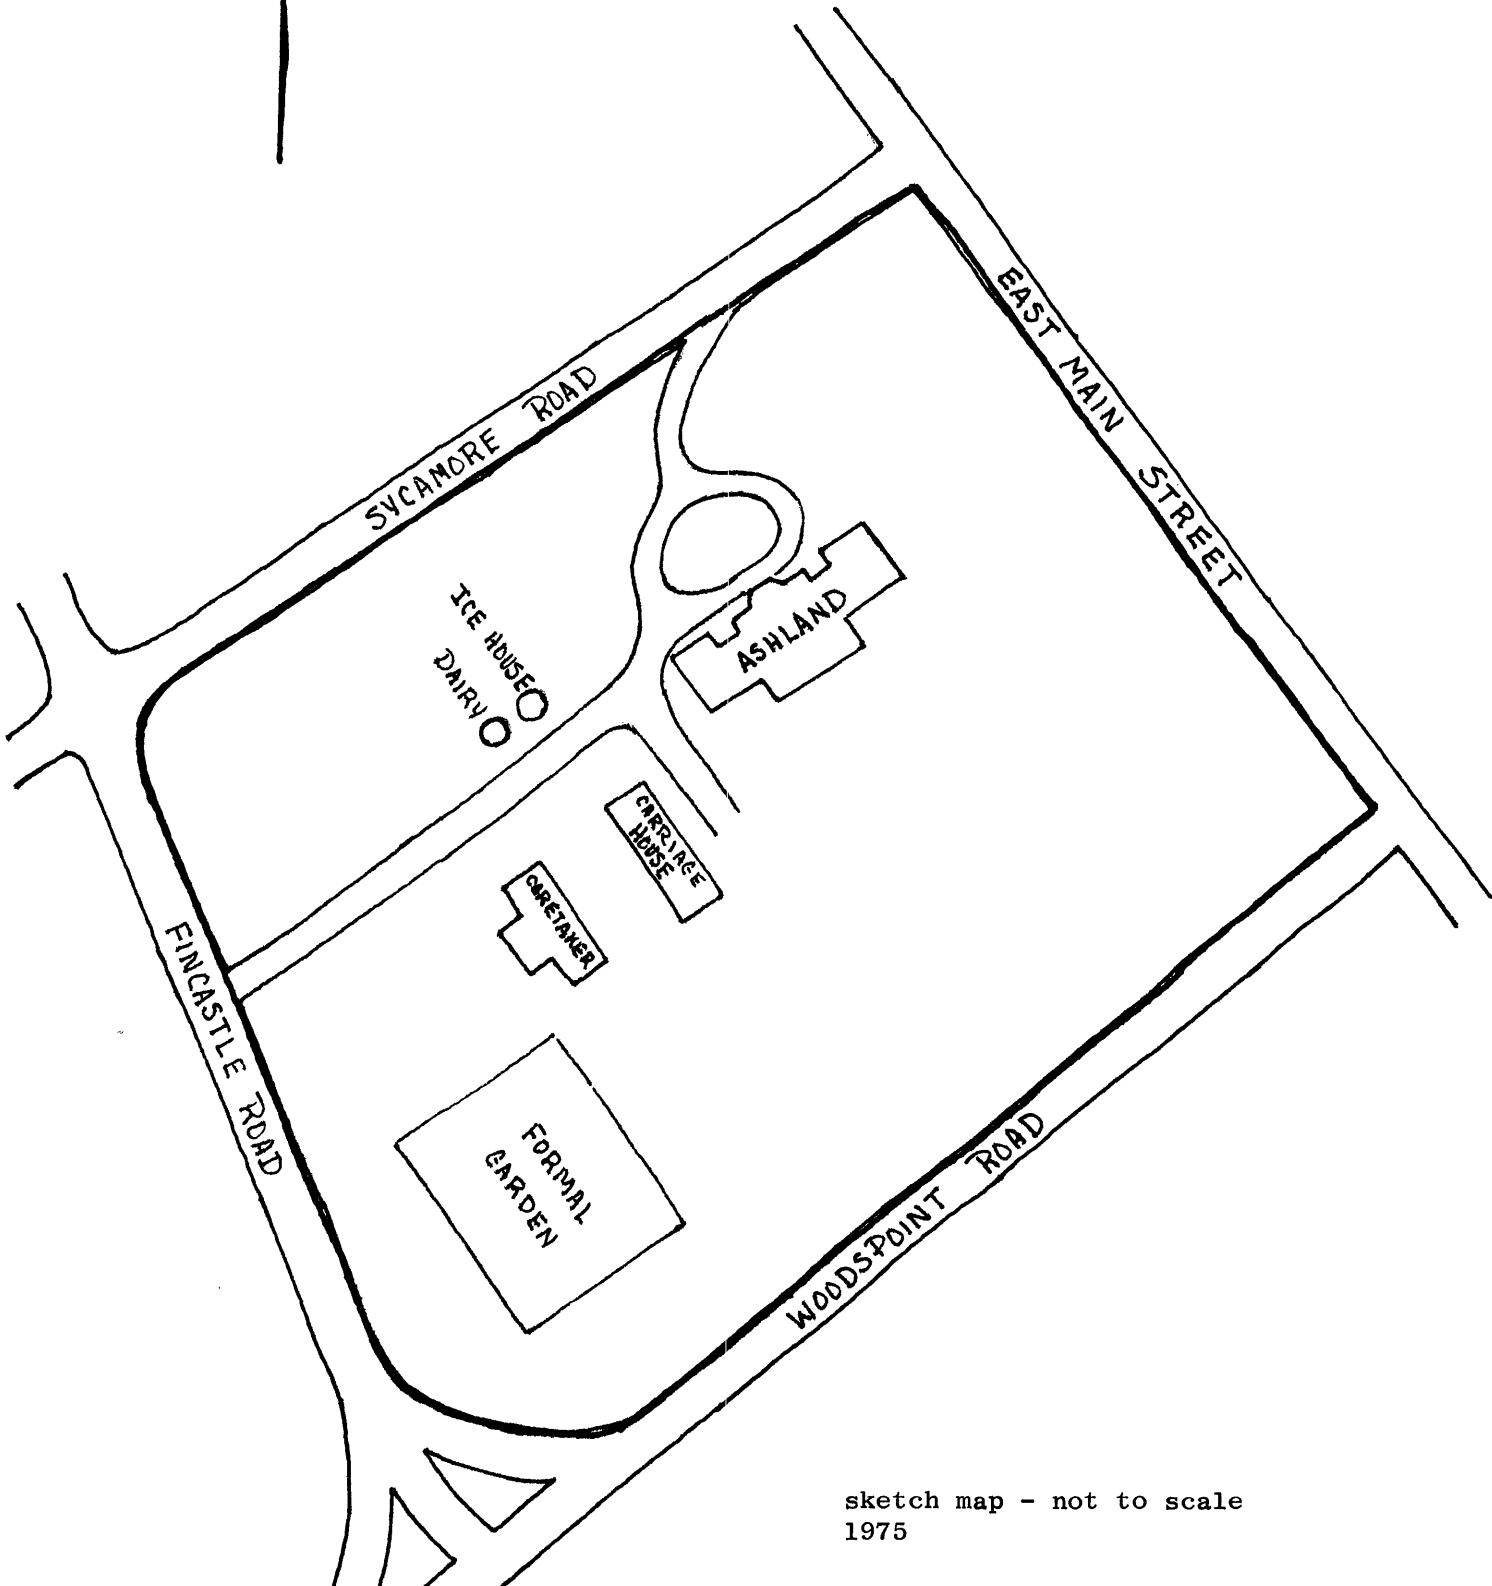 EAST MAIN STREET
SYCAMORE ROAD
ICE HOUSE
DAIRY
ASHLAND
CARRIAGE
HOUSE
CARETAKER
FINCASTLE ROAD
FORMAL
GARDEN
WOODSPOINT ROAD
sketch map - not to scale
1975